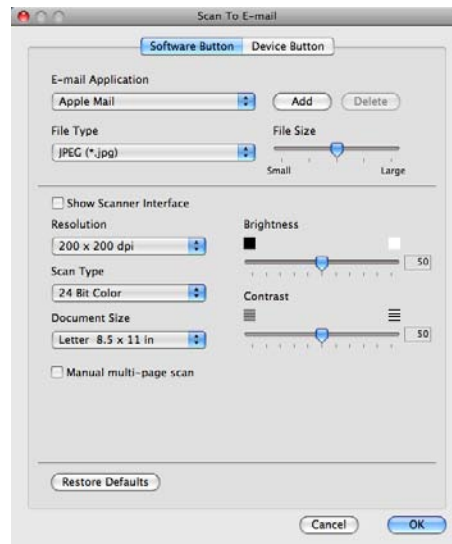 Scan To E-mail
Software Button Device Button
E-mail Application
Apple Mail Add Delete
File Type File Size
JPEG (*.jpg)
Small Large
Show Scanner Interface
Resolution Brightness
200 x 200 dpi
50
Scan Type
24 Bit Color Contrast
Document Size
Letter 8.5 x 11 in 50
Manual multi-page scan
Restore Defaults
Cancel OK